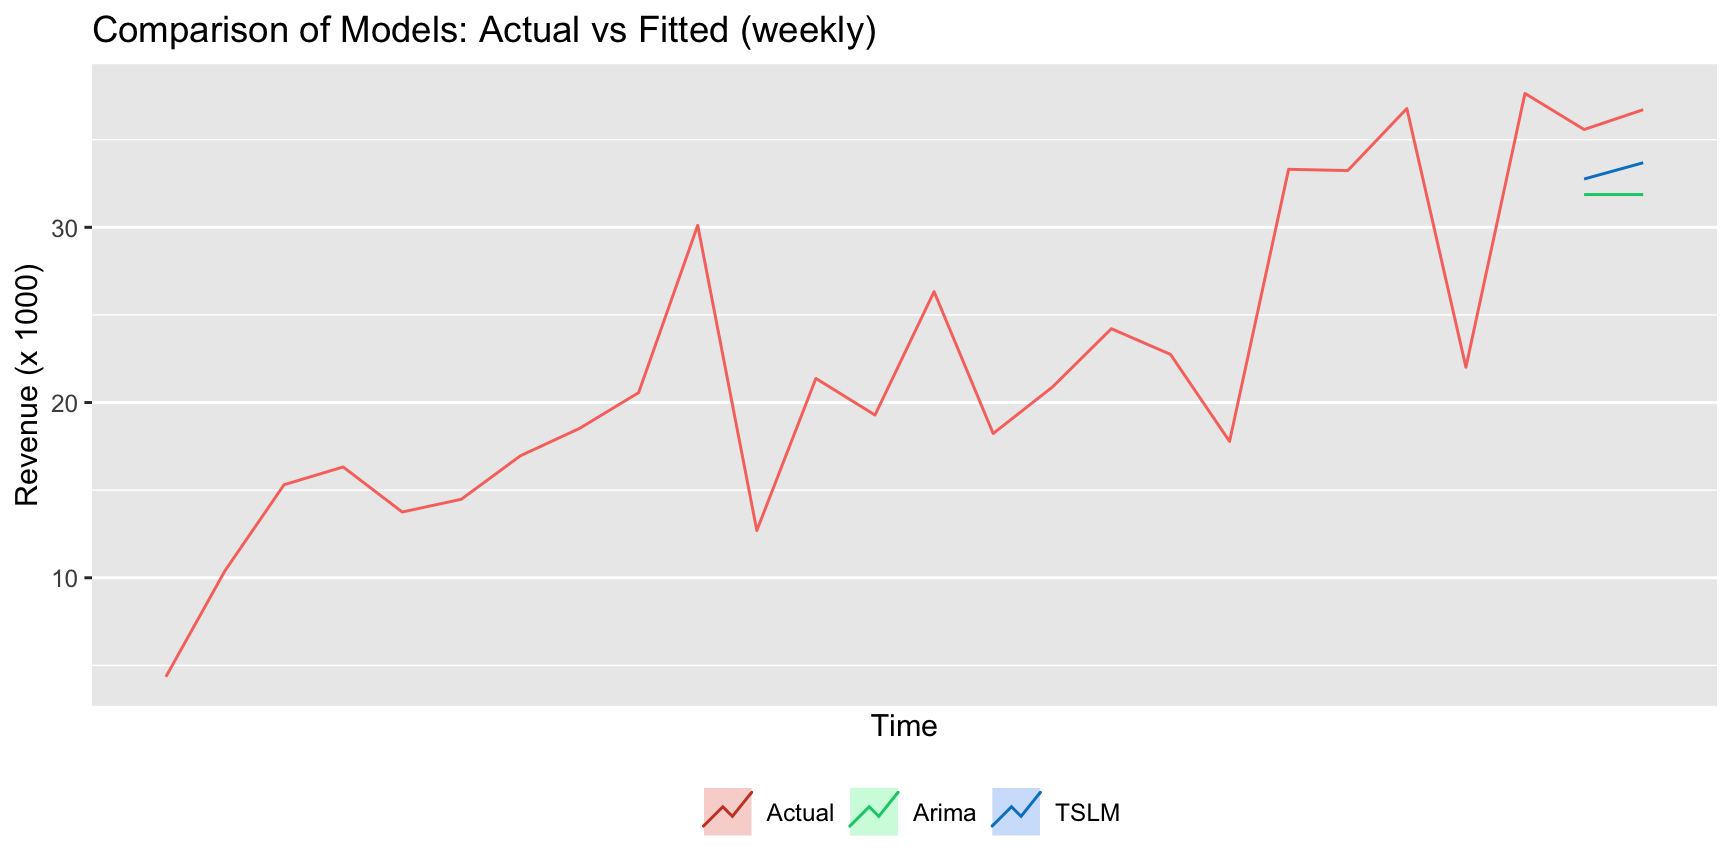 Comparison of Models: Actual vs Fitted (weekly)
Revenue (x 1000)
30
20
10
Time
Actual Arima TSLM